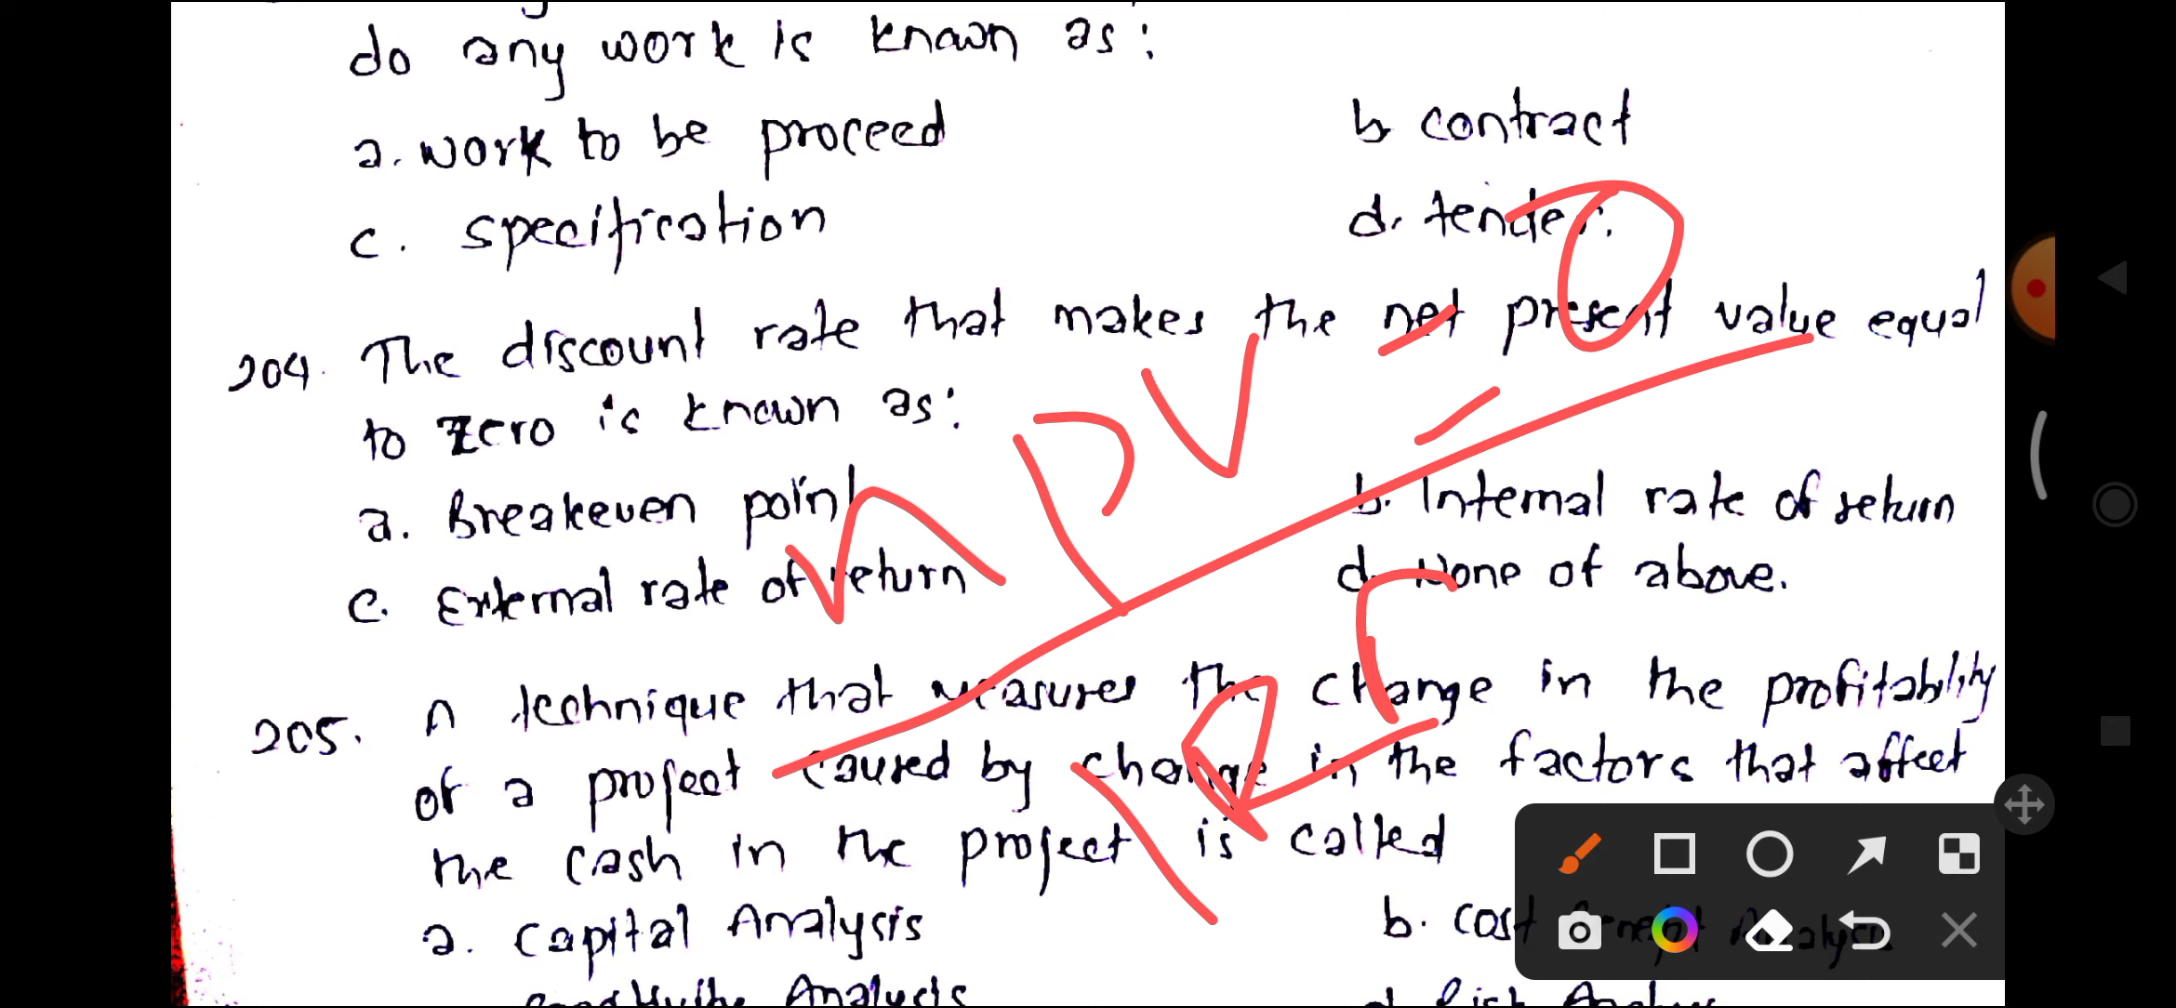 do any work is known as:
a. work to be proceed
b contract
c. specification
d. tender.
204. The discount rate that makes the net present value equal
to zero is known as:
a. Breakeven point
b. Internal rate of return
c. External rate of return
d. None of above.
NPV = 0
IRR
205. A technique that measures the change in the profitability
of a project caused by change in the factors that affect
the cash in the project is called
a. capital Analysis
b. cost
Analysis
d.